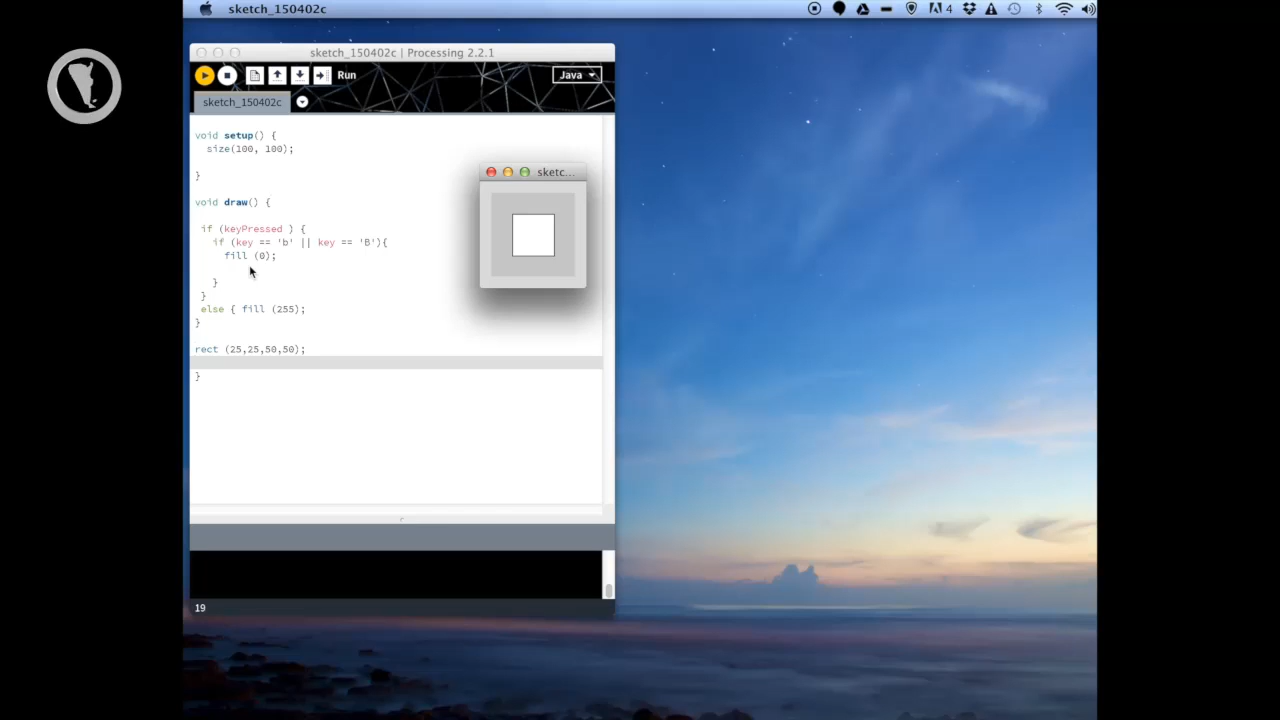 sketch_150402c
4
sketch_150402c | Processing 2.2.1
Run
Java
sketch_150402c
void setup() {
size(100, 100);
}
void draw() {
if (keyPressed ) {
if (key == 'b' || key == 'B'){
fill (0);
}
}
else { fill (255);
}
rect (25,25,50,50);
}
sketc...
19